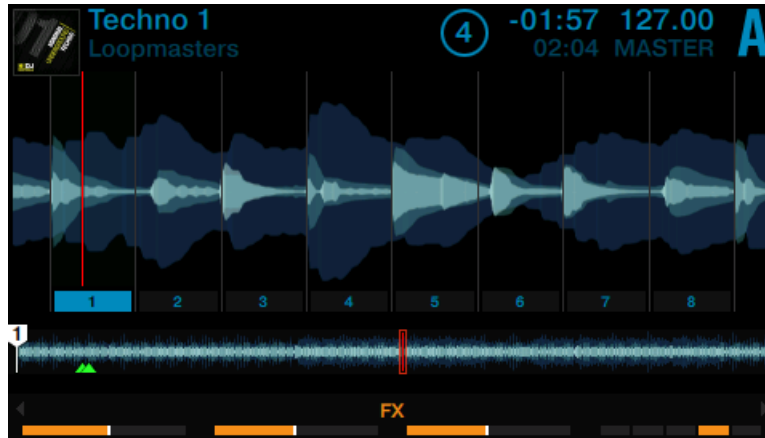 Techno 1
Loopmasters
4
-01:57 127.00
02:04 MASTER
A
1 2 3 4 5 6 7 8
1
FX